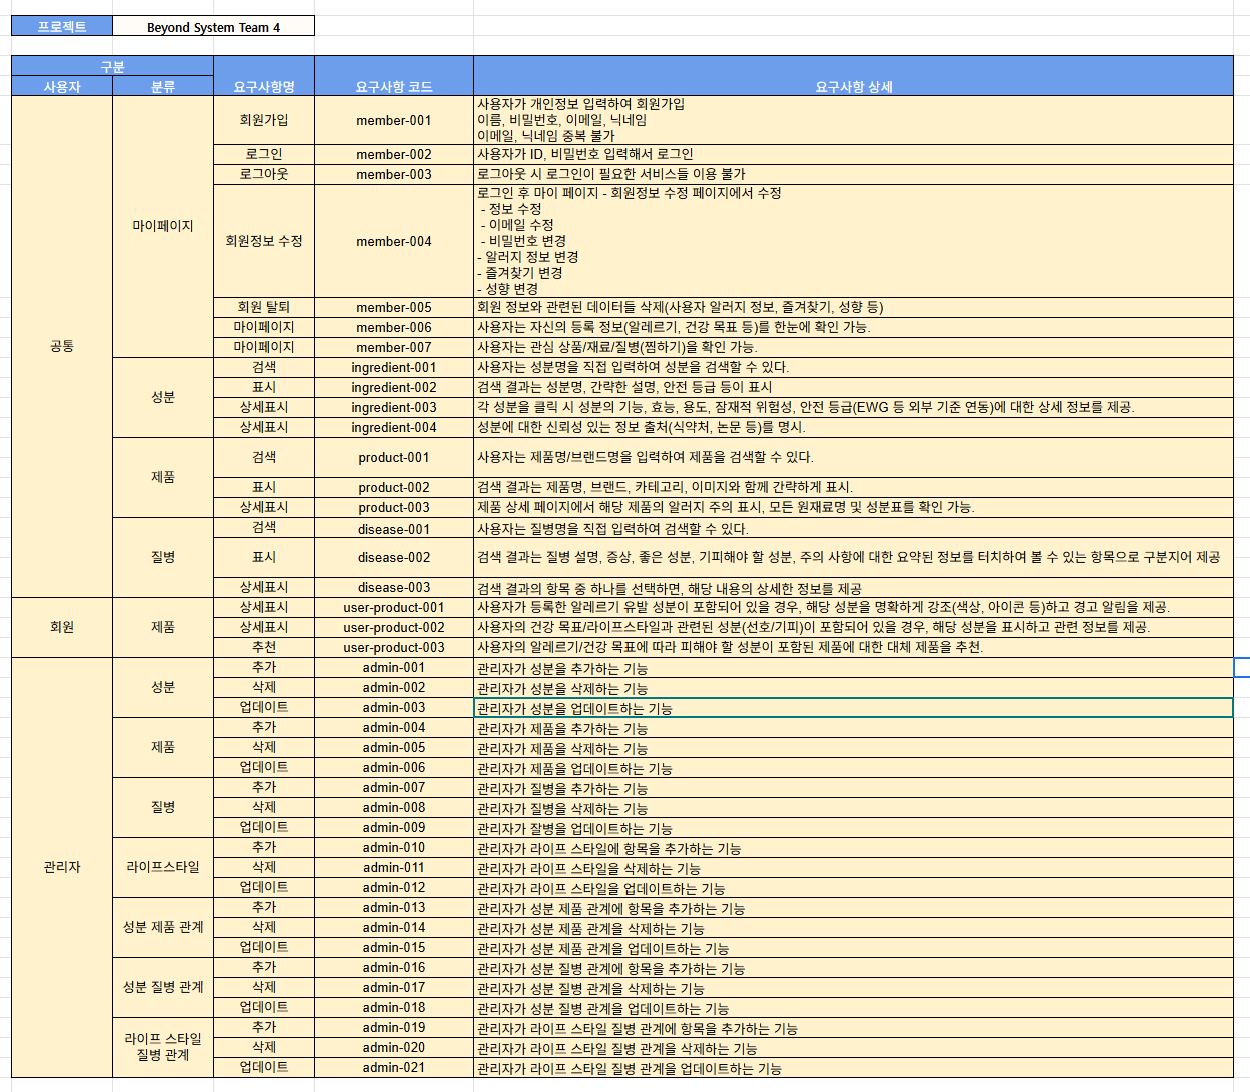 프로젝트 Beyond System Team 4
구분
사용자 분류 요구사항명 요구사항 코드 요구사항 상세
공통 마이페이지 회원가입 member-001 사용자가 개인정보 입력하여 회원가입
이름, 비밀번호, 이메일, 닉네임
이메일, 닉네임 중복 불가
로그인 member-002 사용자가 ID, 비밀번호 입력해서 로그인
로그아웃 member-003 로그아웃 시 로그인이 필요한 서비스들 이용 불가
회원정보 수정 member-004 로그인 후 마이 페이지 - 회원정보 수정 페이지에서 수정
- 정보 수정
- 이메일 수정
- 비밀번호 변경
- 알러지 정보 변경
- 즐겨찾기 변경
- 성향 변경
회원 탈퇴 member-005 회원 정보와 관련된 데이터들 삭제(사용자 알러지 정보, 즐겨찾기, 성향 등)
마이페이지 member-006 사용자는 자신의 등록 정보(알레르기, 건강 목표 등)를 한눈에 확인 가능.
마이페이지 member-007 사용자는 관심 상품/재료/질병(찜하기)을 확인 가능.
성분 검색 ingredient-001 사용자는 성분명을 직접 입력하여 성분을 검색할 수 있다.
표시 ingredient-002 검색 결과는 성분명, 간략한 설명, 안전 등급 등이 표시
상세표시 ingredient-003 각 성분을 클릭 시 성분의 기능, 효능, 용도, 잠재적 위험성, 안전 등급(EWG 등 외부 기준 연동)에 대한 상세 정보를 제공.
상세표시 ingredient-004 성분에 대한 신뢰성 있는 정보 출처(식약처, 논문 등)를 명시.
제품 검색 product-001 사용자는 제품명/브랜드명을 입력하여 제품을 검색할 수 있다.
표시 product-002 검색 결과는 제품명, 브랜드, 카테고리, 이미지와 함께 간략하게 표시.
상세표시 product-003 제품 상세 페이지에서 해당 제품의 알러지 주의 표시, 모든 원재료명 및 성분표를 확인 가능.
질병 검색 disease-001 사용자는 질병명을 직접 입력하여 검색할 수 있다.
표시 disease-002 검색 결과는 질병 설명, 증상, 좋은 성분, 기피해야 할 성분, 주의 사항에 대한 요약된 정보를 터치하여 볼 수 있는 항목으로 구분지어 제공
상세표시 disease-003 검색 결과의 항목 중 하나를 선택하면, 해당 내용의 상세한 정보를 제공
회원 제품 상세표시 user-product-001 사용자가 등록한 알레르기 유발 성분이 포함되어 있을 경우, 해당 성분을 명확하게 강조(색상, 아이콘 등)하고 경고 알림을 제공.
상세표시 user-product-002 사용자의 건강 목표/라이프스타일과 관련된 성분(선호/기피)이 포함되어 있을 경우, 해당 성분을 표시하고 관련 정보를 제공.
추천 user-product-003 사용자의 알레르기/건강 목표에 따라 피해야 할 성분이 포함된 제품에 대한 대체 제품을 추천.
관리자 성분 추가 admin-001 관리자가 성분을 추가하는 기능
삭제 admin-002 관리자가 성분을 삭제하는 기능
업데이트 admin-003 관리자가 성분을 업데이트하는 기능
제품 추가 admin-004 관리자가 제품을 추가하는 기능
삭제 admin-005 관리자가 제품을 삭제하는 기능
업데이트 admin-006 관리자가 제품을 업데이트하는 기능
질병 추가 admin-007 관리자가 질병을 추가하는 기능
삭제 admin-008 관리자가 질병을 삭제하는 기능
업데이트 admin-009 관리자가 잘병을 업데이트하는 기능
라이프스타일 추가 admin-010 관리자가 라이프 스타일에 항목을 추가하는 기능
삭제 admin-011 관리자가 라이프 스타일을 삭제하는 기능
업데이트 admin-012 관리자가 라이프 스타일을 업데이트하는 기능
성분 제품 관계 추가 admin-013 관리자가 성분 제품 관계에 항목을 추가하는 기능
삭제 admin-014 관리자가 성분 제품 관계을 삭제하는 기능
업데이트 admin-015 관리자가 성분 제품 관계을 업데이트하는 기능
성분 질병 관계 추가 admin-016 관리자가 성분 질병 관계에 항목을 추가하는 기능
삭제 admin-017 관리자가 성분 질병 관계을 삭제하는 기능
업데이트 admin-018 관리자가 성분 질병 관계을 업데이트하는 기능
라이프 스타일
질병 관계 추가 admin-019 관리자가 라이프 스타일 질병 관계에 항목을 추가하는 기능
삭제 admin-020 관리자가 라이프 스타일 질병 관계을 삭제하는 기능
업데이트 admin-021 관리자가 라이프 스타일 질병 관계을 업데이트하는 기능